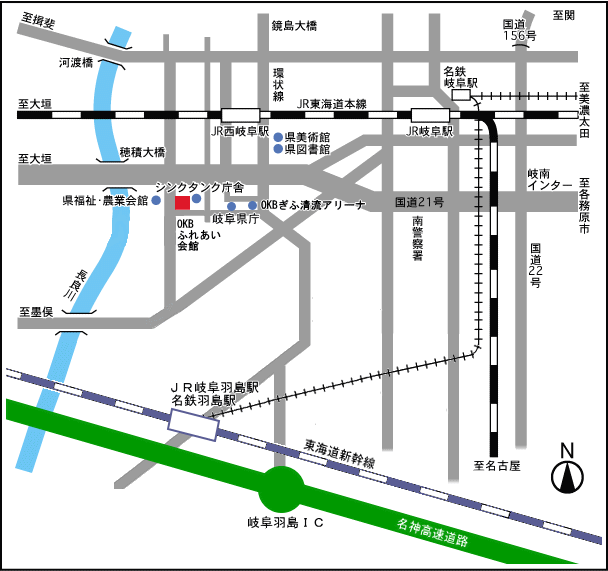 至揖斐
鏡島大橋
国道
156号
至関
河渡橋
環状線
名鉄
岐阜駅
至大垣
JR東海道本線
至美濃太田
JR西岐阜駅
JR岐阜駅
県美術館
県図書館
穂積大橋
至大垣
シンクタンク庁舎
岐南
インター
県福祉・農業会館
OKBぎふ清流アリーナ
国道21号
至各務原市
岐阜県庁
OKB
ふれあい
会館
南警察署
国道22号
長良川
至墨俣
JR岐阜羽島駅
名鉄羽島駅
東海道新幹線
至名古屋
N
岐阜羽島IC
名神高速道路